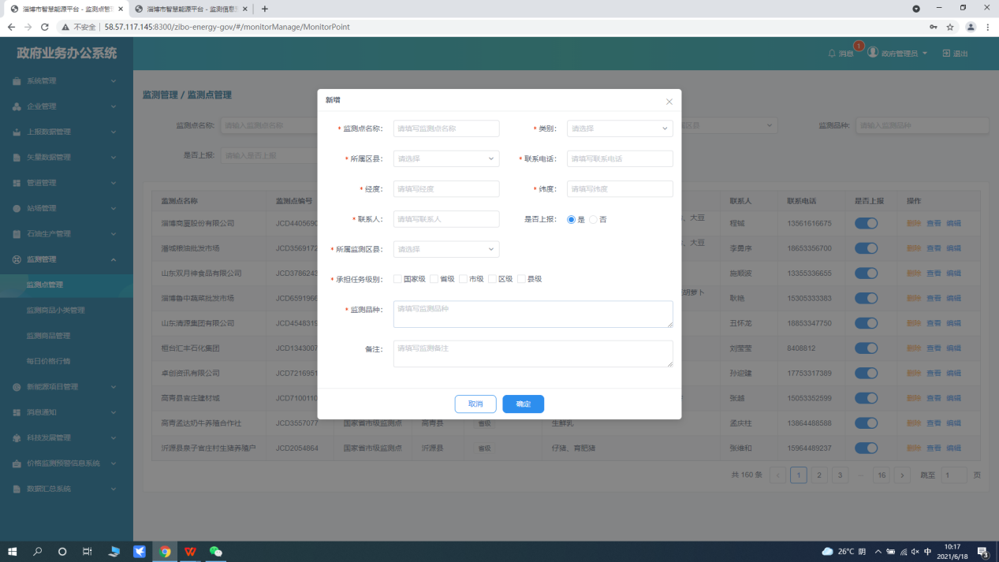 淄博市智慧能源平台 - 监测点管
淄博市智慧能源平台 - 监测信息
不安全 58.57.117.145:8300/zibo-energy-gov/#/monitorManage/MonitorPoint
政府业务办公系统
消息 1 政府管理员 退出
系统管理
企业管理
上报数据管理
矢量数据管理
管道管理
站场管理
石油生产管理
监测管理
监测点管理
监测商品小类管理
监测商品管理
每日价格行情
新能源项目管理
消息通知
科技发展管理
价格监测预警信息系统
数据汇总系统
监测管理 / 监测点管理
监测点名称: 请输入监测点名称 区县 监测品种: 请输入监测品种
是否上报: 请输入是否上报
新增
* 监测点名称: 请填写监测点名称 * 类别: 请选择
* 所属区县: 请选择 * 联系电话: 请填写联系电话
* 经度: 请填写经度 * 纬度: 请填写纬度
* 联系人: 请填写联系人 是否上报: 是 否
* 所属监测区县: 请选择
* 承担任务级别: 国家级 省级 市级 区级 县级
* 监测品种: 请填写监测品种
备注: 请填写监测备注
取消 确定
监测点名称 监测点编号 联系人 联系电话 是否上报 操作
淄博商厦股份有限公司 JCD4405690 、大豆 程铖 13561616675 删除 查看 编辑
潘城粮油批发市场 JCD3569172 、大豆 李勇序 18653356700 删除 查看 编辑
山东双月神食品有限公司 JCD3786243 施顺波 13355336655 删除 查看 编辑
淄博鲁中蔬菜批发市场 JCD6591966 胡萝卜 耿艳 15305333383 删除 查看 编辑
山东清源集团有限公司 JCD4548319 丑怀龙 18853347750 删除 查看 编辑
桓台汇丰石化集团 JCD1343007 刘莹莹 8408812 删除 查看 编辑
卓创资讯有限公司 JCD7216951 孙迎建 17753317389 删除 查看 编辑
高青县官庄建材城 JCD7100110 张越 15053352599 删除 查看 编辑
高青孟达奶牛养殖合作社 JCD3557077 国家省市级监测点 高青县 省级 生鲜乳 孟庆柱 13864488588 删除 查看 编辑
沂源县泉子官庄村生猪养殖户 JCD2054864 国家省市级监测点 沂源县 省级 仔猪、育肥猪 张继和 15964489237 删除 查看 编辑
共 160 条 1 2 3 ··· 16 跳至 1 页
26°C 阴 中 10:17
2021/6/18 3